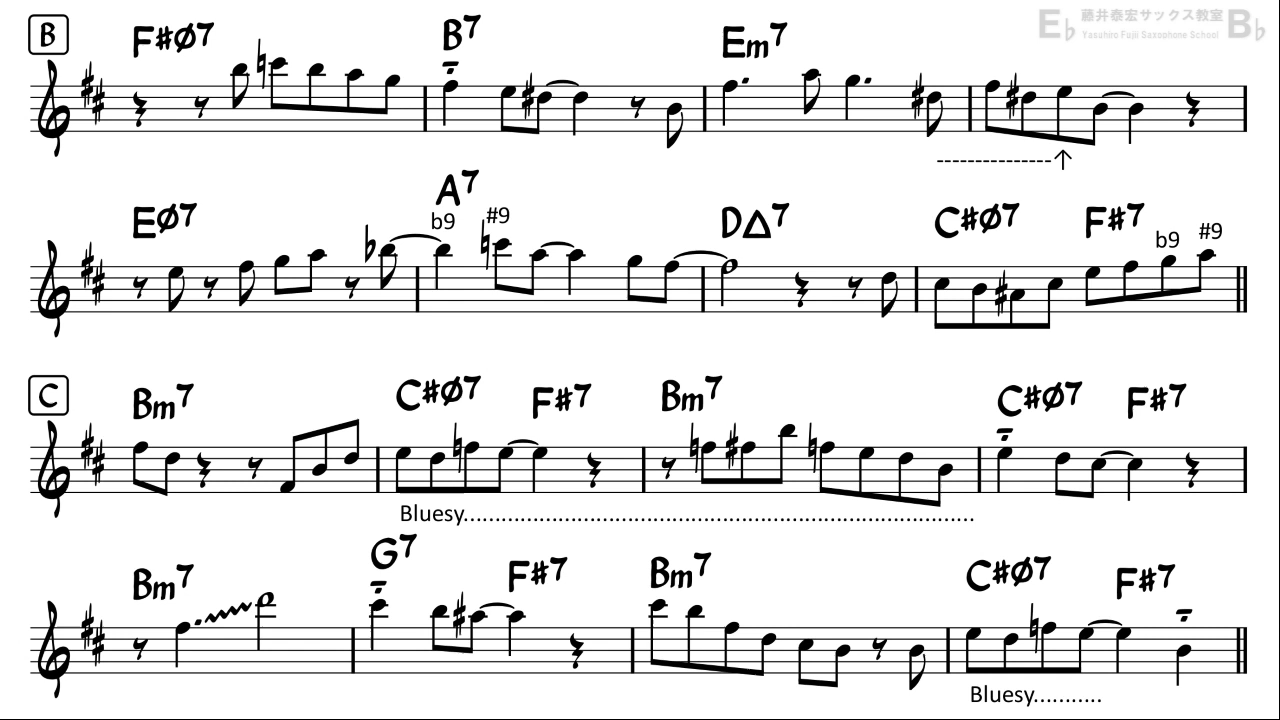 E♭ 藤井泰宏サックス教室 B♭
Yasuhiro Fujii Saxophone School
B F#Ø7 B7 Em7
---------------↑
EØ7 A7 DΔ7 C#Ø7 F#7
b9 #9 b9 #9
C Bm7 C#Ø7 F#7 Bm7 C#Ø7 F#7
Bluesy................................................................................
Bm7 G7 F#7 Bm7 C#Ø7 F#7
Bluesy...........